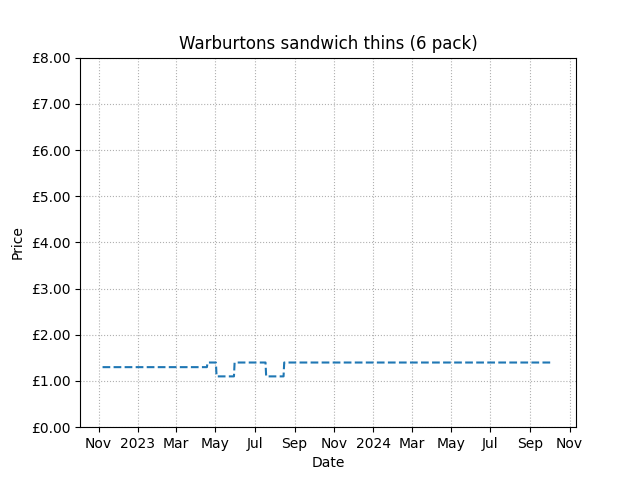 Warburtons sandwich thins (6 pack)
£8.00
£7.00
£6.00
£5.00
£4.00
£3.00
£2.00
£1.00
£0.00
Price
Nov 2023 Mar May Jul Sep Nov 2024 Mar May Jul Sep Nov
Date